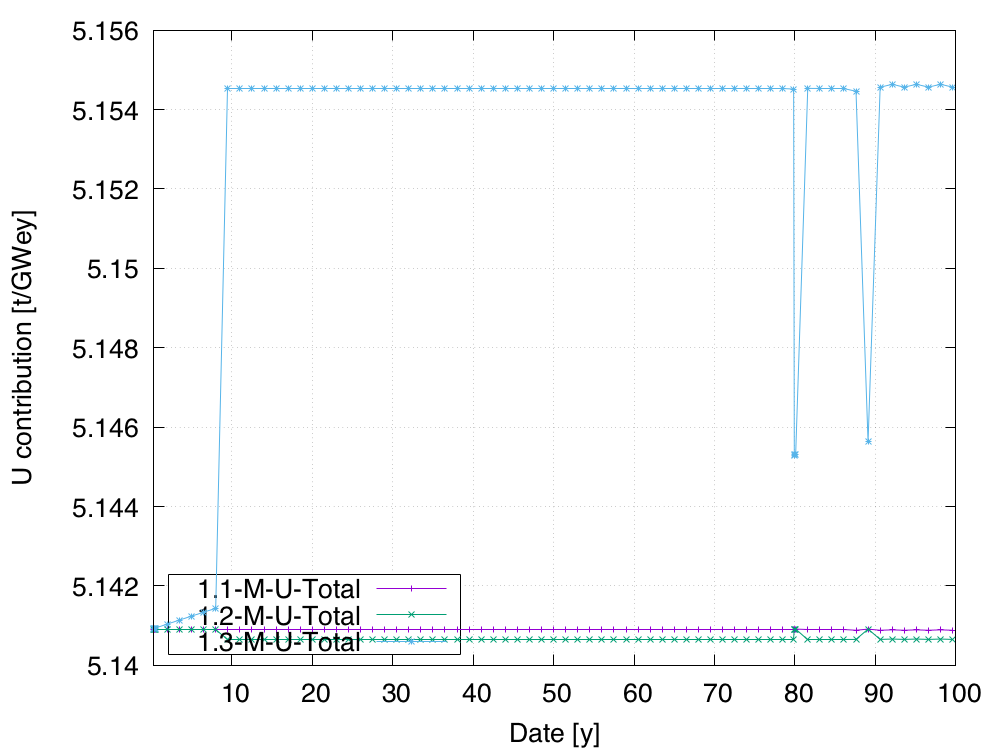 5.156
5.154
5.152
5.15
5.148
5.146
5.144
5.142
5.14
U contribution [t/GWey]
1.1-M-U-Total
1.2-M-U-Total
1.3-M-U-Total
10 20 30 40 50 60 70 80 90 100
Date [y]